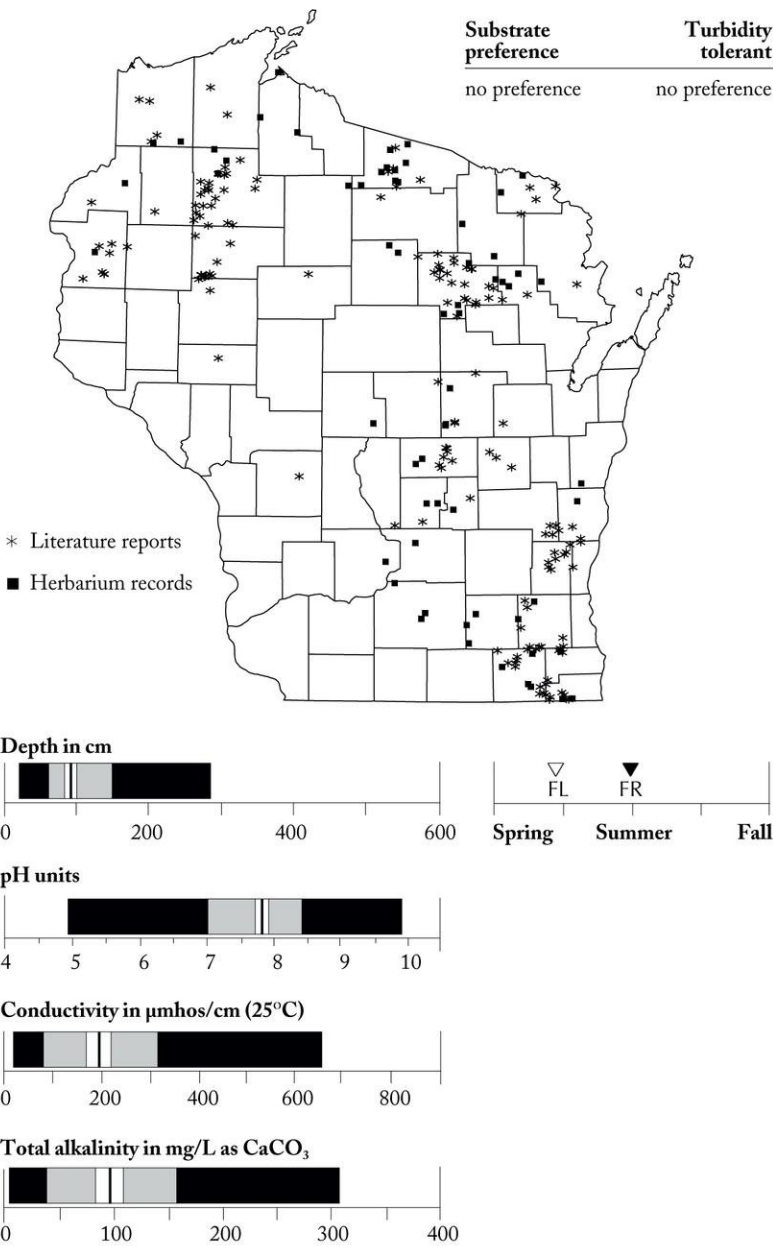 Substrate preference
Turbidity tolerant
no preference
no preference
Literature reports
Herbarium records
Depth in cm
0 200 400 600
FL FR
Spring Summer Fall
pH units
4 5 6 7 8 9 10
Conductivity in µmhos/cm (25°C)
0 200 400 600 800
Total alkalinity in mg/L as CaCO₃
0 100 200 300 400